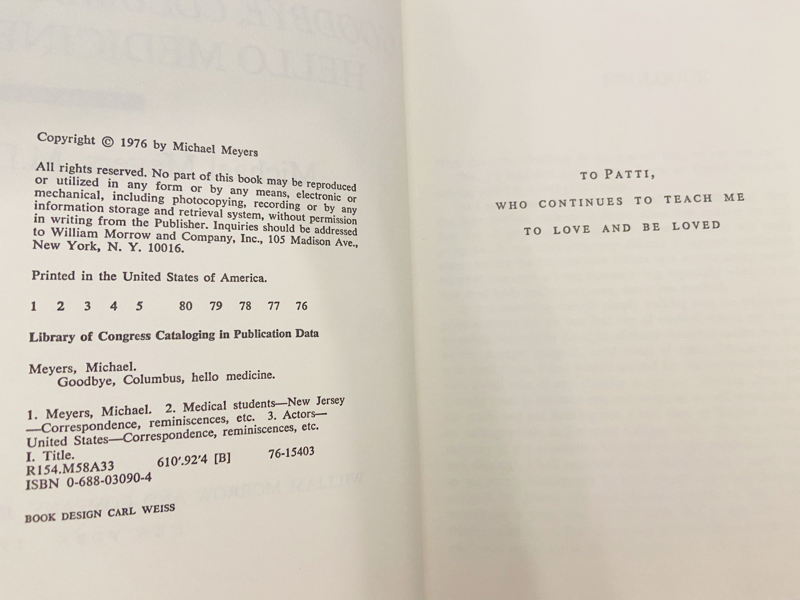 Copyright © 1976 by Michael Meyers
All rights reserved. No part of this book may be reproduced
or utilized in any form or by any means, electronic or
mechanical, including photocopying, recording or by any
information storage and retrieval system, without permission
in writing from the Publisher. Inquiries should be addressed
to William Morrow and Company, Inc., 105 Madison Ave.,
New York, N. Y. 10016.
Printed in the United States of America.
1 2 3 4 5 80 79 78 77 76
Library of Congress Cataloging in Publication Data
Meyers, Michael.
Goodbye, Columbus, hello medicine.
1. Meyers, Michael. 2. Medical students—New Jersey
—Correspondence, reminiscences, etc. 3. Actors—
United States—Correspondence, reminiscences, etc.
I. Title.
R154.M58A33 610′.92′4 [B] 76-15403
ISBN 0-688-03090-4
BOOK DESIGN CARL WEISS
TO PATTI,
WHO CONTINUES TO TEACH ME
TO LOVE AND BE LOVED